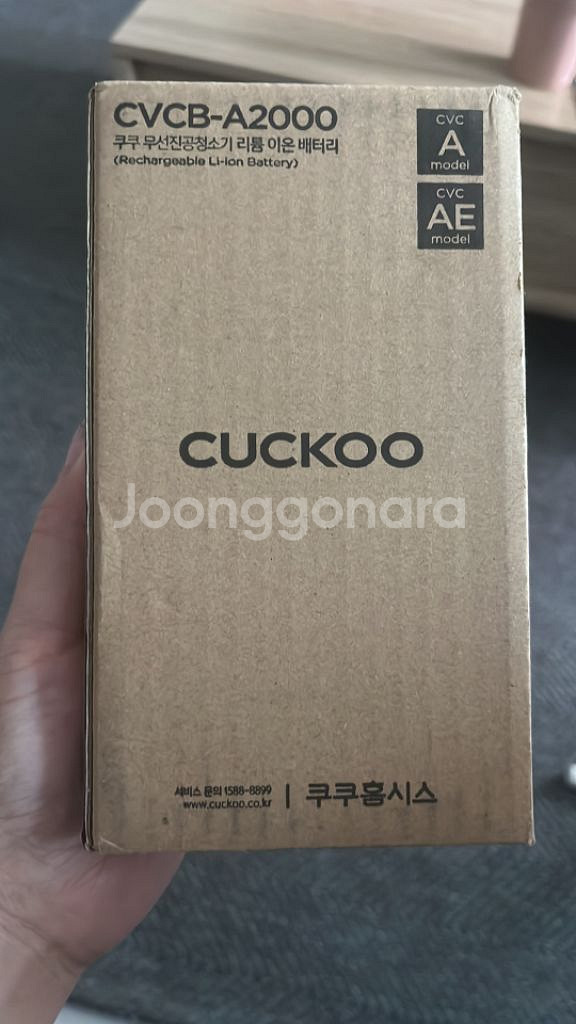 CVCB-A2000
쿠쿠 무선진공청소기 리튬 이온 배터리
(Rechargeable Li-ion Battery)
CVC
A
model
CVC
AE
model
CUCKOO
Joonggonara
서비스 문의 1588-8899
www.cuckoo.co.kr
쿠쿠홈시스